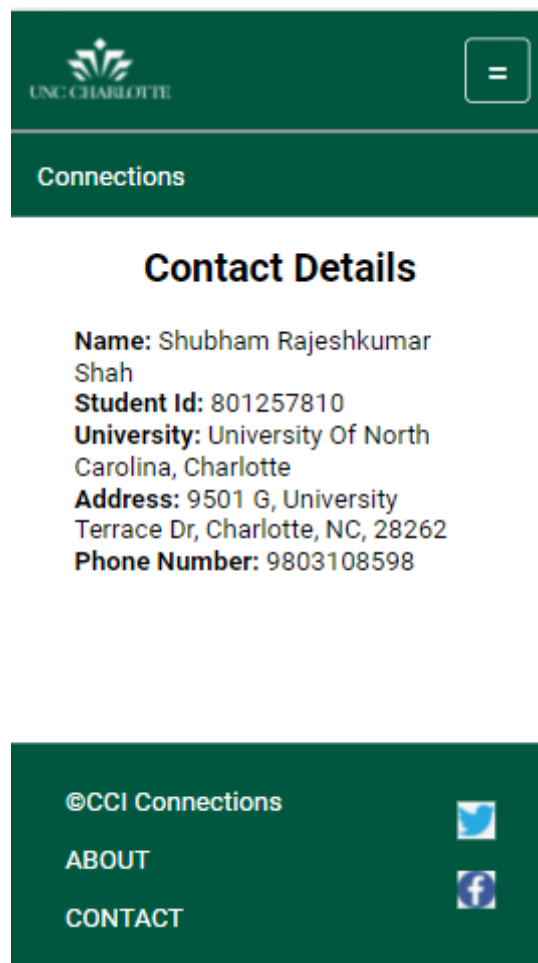 UNC CHARLOTTE
=
Connections
Contact Details
Name: Shubham Rajeshkumar
Shah
Student Id: 801257810
University: University Of North
Carolina, Charlotte
Address: 9501 G, University
Terrace Dr, Charlotte, NC, 28262
Phone Number: 9803108598
©CCI Connections
ABOUT
CONTACT